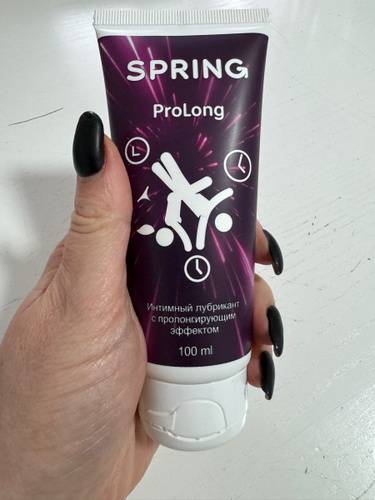 SPRING
ProLong
Интимный лубрикант
с пролонгирующим
эффектом
100 ml